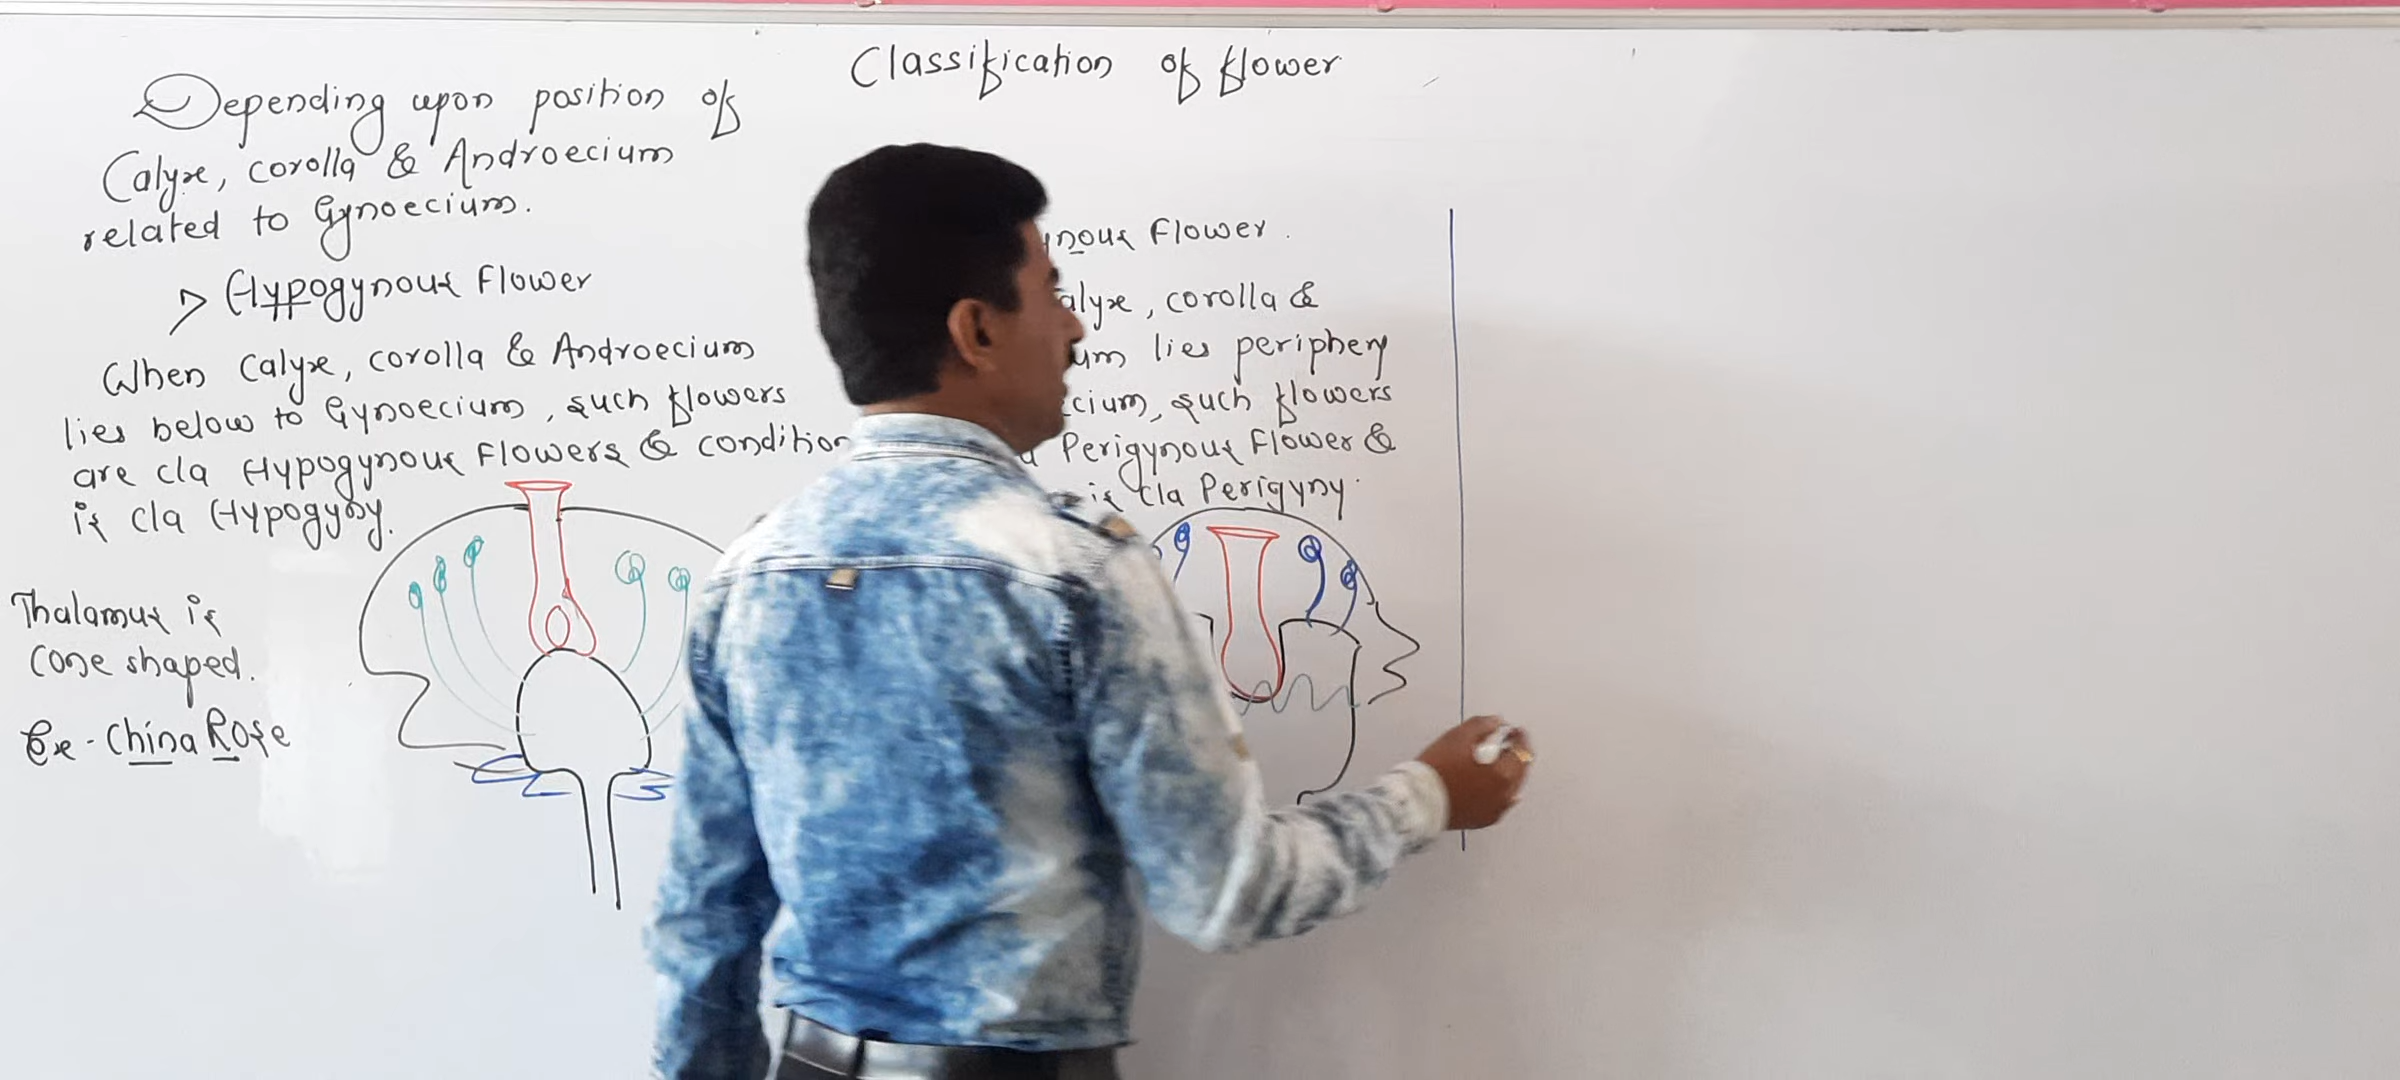 Classification of flower
Depending upon position of
Calyx, corolla & Androecium
related to Gynoecium.
> Hypogynous Flower
When Calyx, corolla & Androecium
lies below to Gynoecium, such flowers
are cla Hypogynous Flowers & condition
is cla Hypogyny.
Thalamus is
Cone shaped.
Ex - China Rose
nous Flower.
alyx, corolla &
um lies periphery
cium, such flowers
Perigynous Flower &
is cla Perigyny.